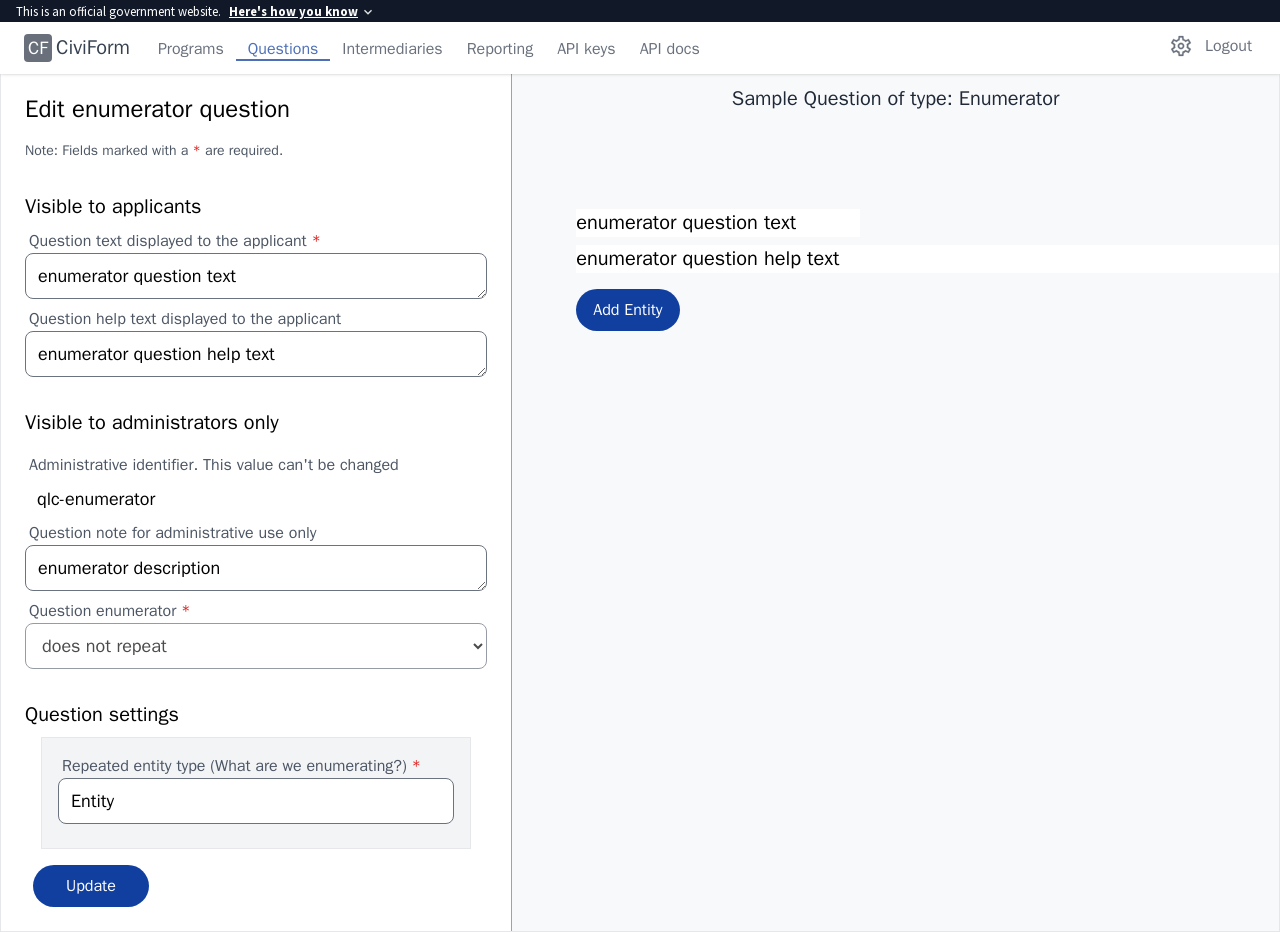 This is an official government website. Here's how you know
CF CiviForm Programs Questions Intermediaries Reporting API keys API docs Logout
Edit enumerator question
Note: Fields marked with a * are required.
Visible to applicants
Question text displayed to the applicant *
enumerator question text
Question help text displayed to the applicant
enumerator question help text
Visible to administrators only
Administrative identifier. This value can't be changed
qlc-enumerator
Question note for administrative use only
enumerator description
Question enumerator *
does not repeat
Question settings
Repeated entity type (What are we enumerating?) *
Entity
Update
Sample Question of type: Enumerator
enumerator question text
enumerator question help text
Add Entity